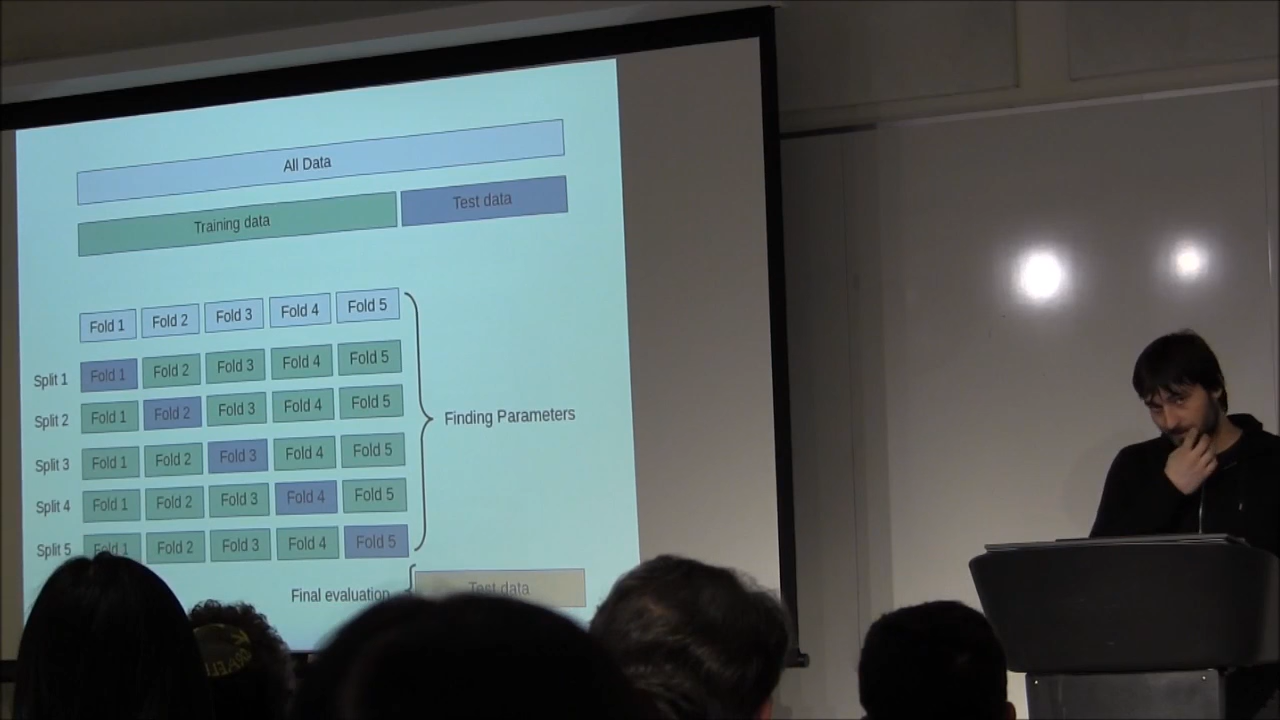 All Data
Training data Test data
Fold 1 Fold 2 Fold 3 Fold 4 Fold 5
Split 1 Fold 1 Fold 2 Fold 3 Fold 4 Fold 5
Split 2 Fold 1 Fold 2 Fold 3 Fold 4 Fold 5
Finding Parameters
Split 3 Fold 1 Fold 2 Fold 3 Fold 4 Fold 5
Split 4 Fold 1 Fold 2 Fold 3 Fold 4 Fold 5
Split 5 Fold 1 Fold 2 Fold 3 Fold 4 Fold 5
Final evaluation Test data